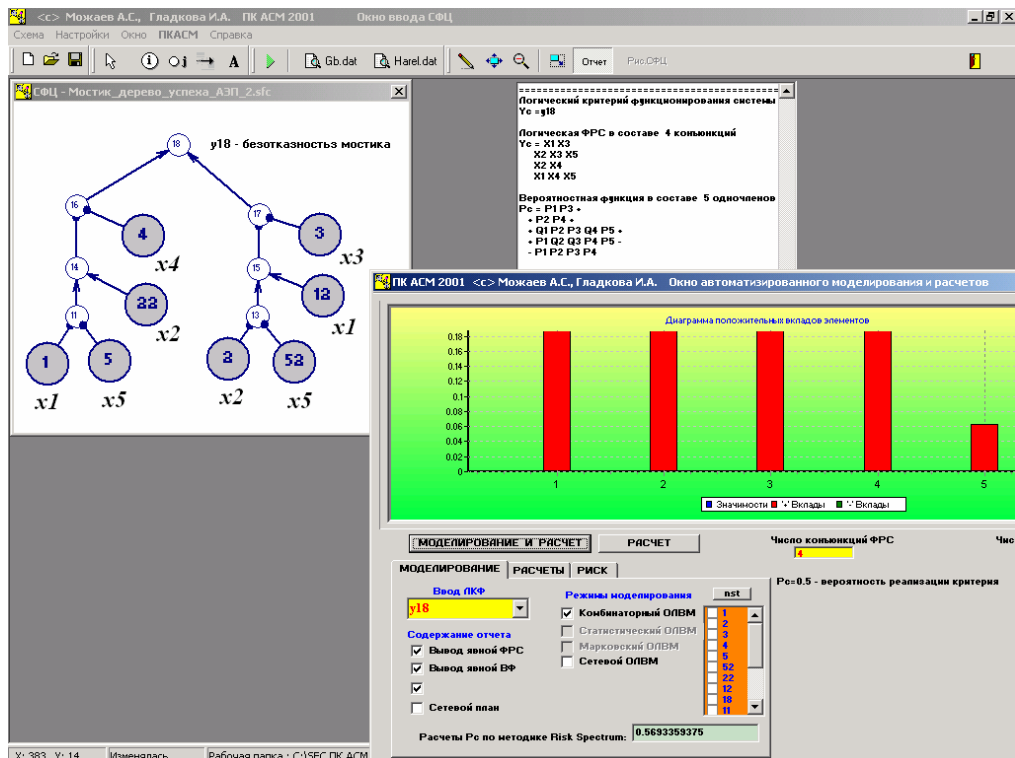 <c> Можаев А.С., Гладкова И.А. ПК АСМ 2001 Окно ввода СФЦ
Схема Настройки Окно ПКАСМ Справка
i j A Gb.dat Harel.dat Отчет Рис.СФЦ
СФЦ - Мостик_дерево_успеха_АЗП_2.sfc
18 y18 - безотказностьз мостика
16
17
4
3
x4
x3
14
15
22
12
x2
x1
11
13
1
5
2
52
x1
x5
x2
x5
Логический критерий функционирования системы
Yc =y18
Логическая ФРС в составе 4 конъюнкций
Yc = X1 X3
X2 X3 X5
X2 X4
X1 X4 X5
Вероятностная функция в составе 5 одночленов
Pc = P1 P3 +
+ P2 P4 +
+ Q1 P2 P3 Q4 P5 +
+ P1 Q2 Q3 P4 P5 -
- P1 P2 P3 P4
ПК АСМ 2001 <c> Можаев А.С., Гладкова И.А. Окно автоматизированного моделирования и расчетов
Диаграмма положительных вкладов элементов
0.18
0.16
0.14
0.12
0.1
0.08
0.06
0.04
0.02
0
1 2 3 4 5
Значимости '+' Вклады '-' Вклады
МОДЕЛИРОВАНИЕ И РАСЧЕТ РАСЧЕТ
Число конъюнкций ФРС Чис
4
МОДЕЛИРОВАНИЕ РАСЧЕТЫ РИСК
Pc=0.5 - вероятность реализации критерия
Ввод ЛКФ
y18
Режимы моделирования
nst
Комбинаторный ОЛВМ
Статистический ОЛВМ
Марковский ОЛВМ
Сетевой ОЛВМ
1
2
3
4
5
52
22
12
18
11
Содержание отчета
Вывод явной ФРС
Вывод явной ВФ
Сетевой план
Расчеты Pc по методике Risk Spectrum: 0.5693359375
X: 383 Y: 14 Изменялась Рабочая папка : C:\SFC ПК АСМ